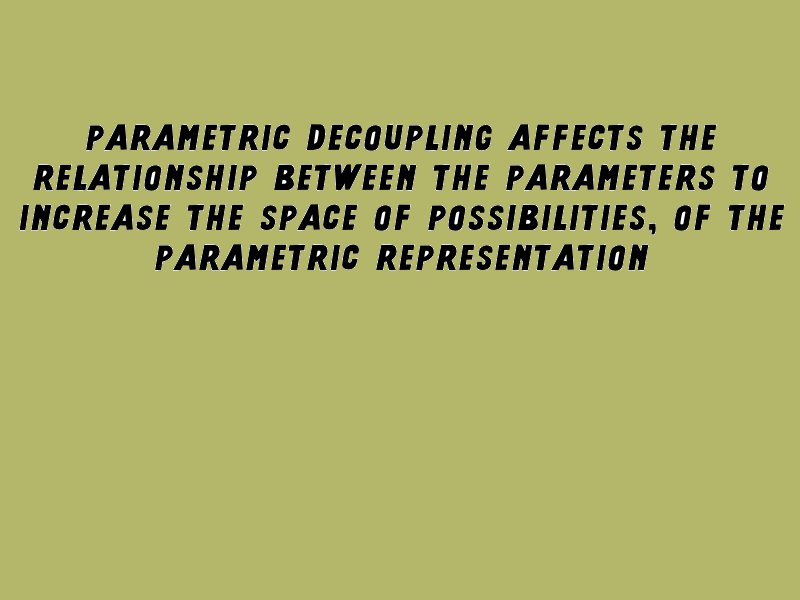 PARAMETRIC DECOUPLING AFFECTS THE
RELATIONSHIP BETWEEN THE PARAMETERS TO
INCREASE THE SPACE OF POSSIBILITIES, OF THE
PARAMETRIC REPRESENTATION